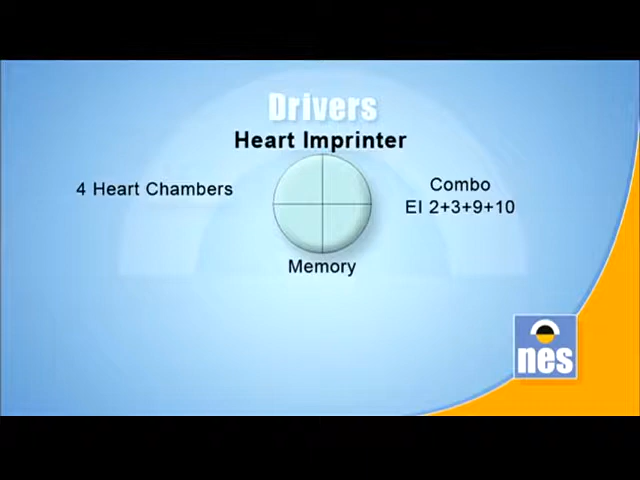 Drivers
Heart Imprinter
4 Heart Chambers
Combo
EI 2+3+9+10
Memory
nes